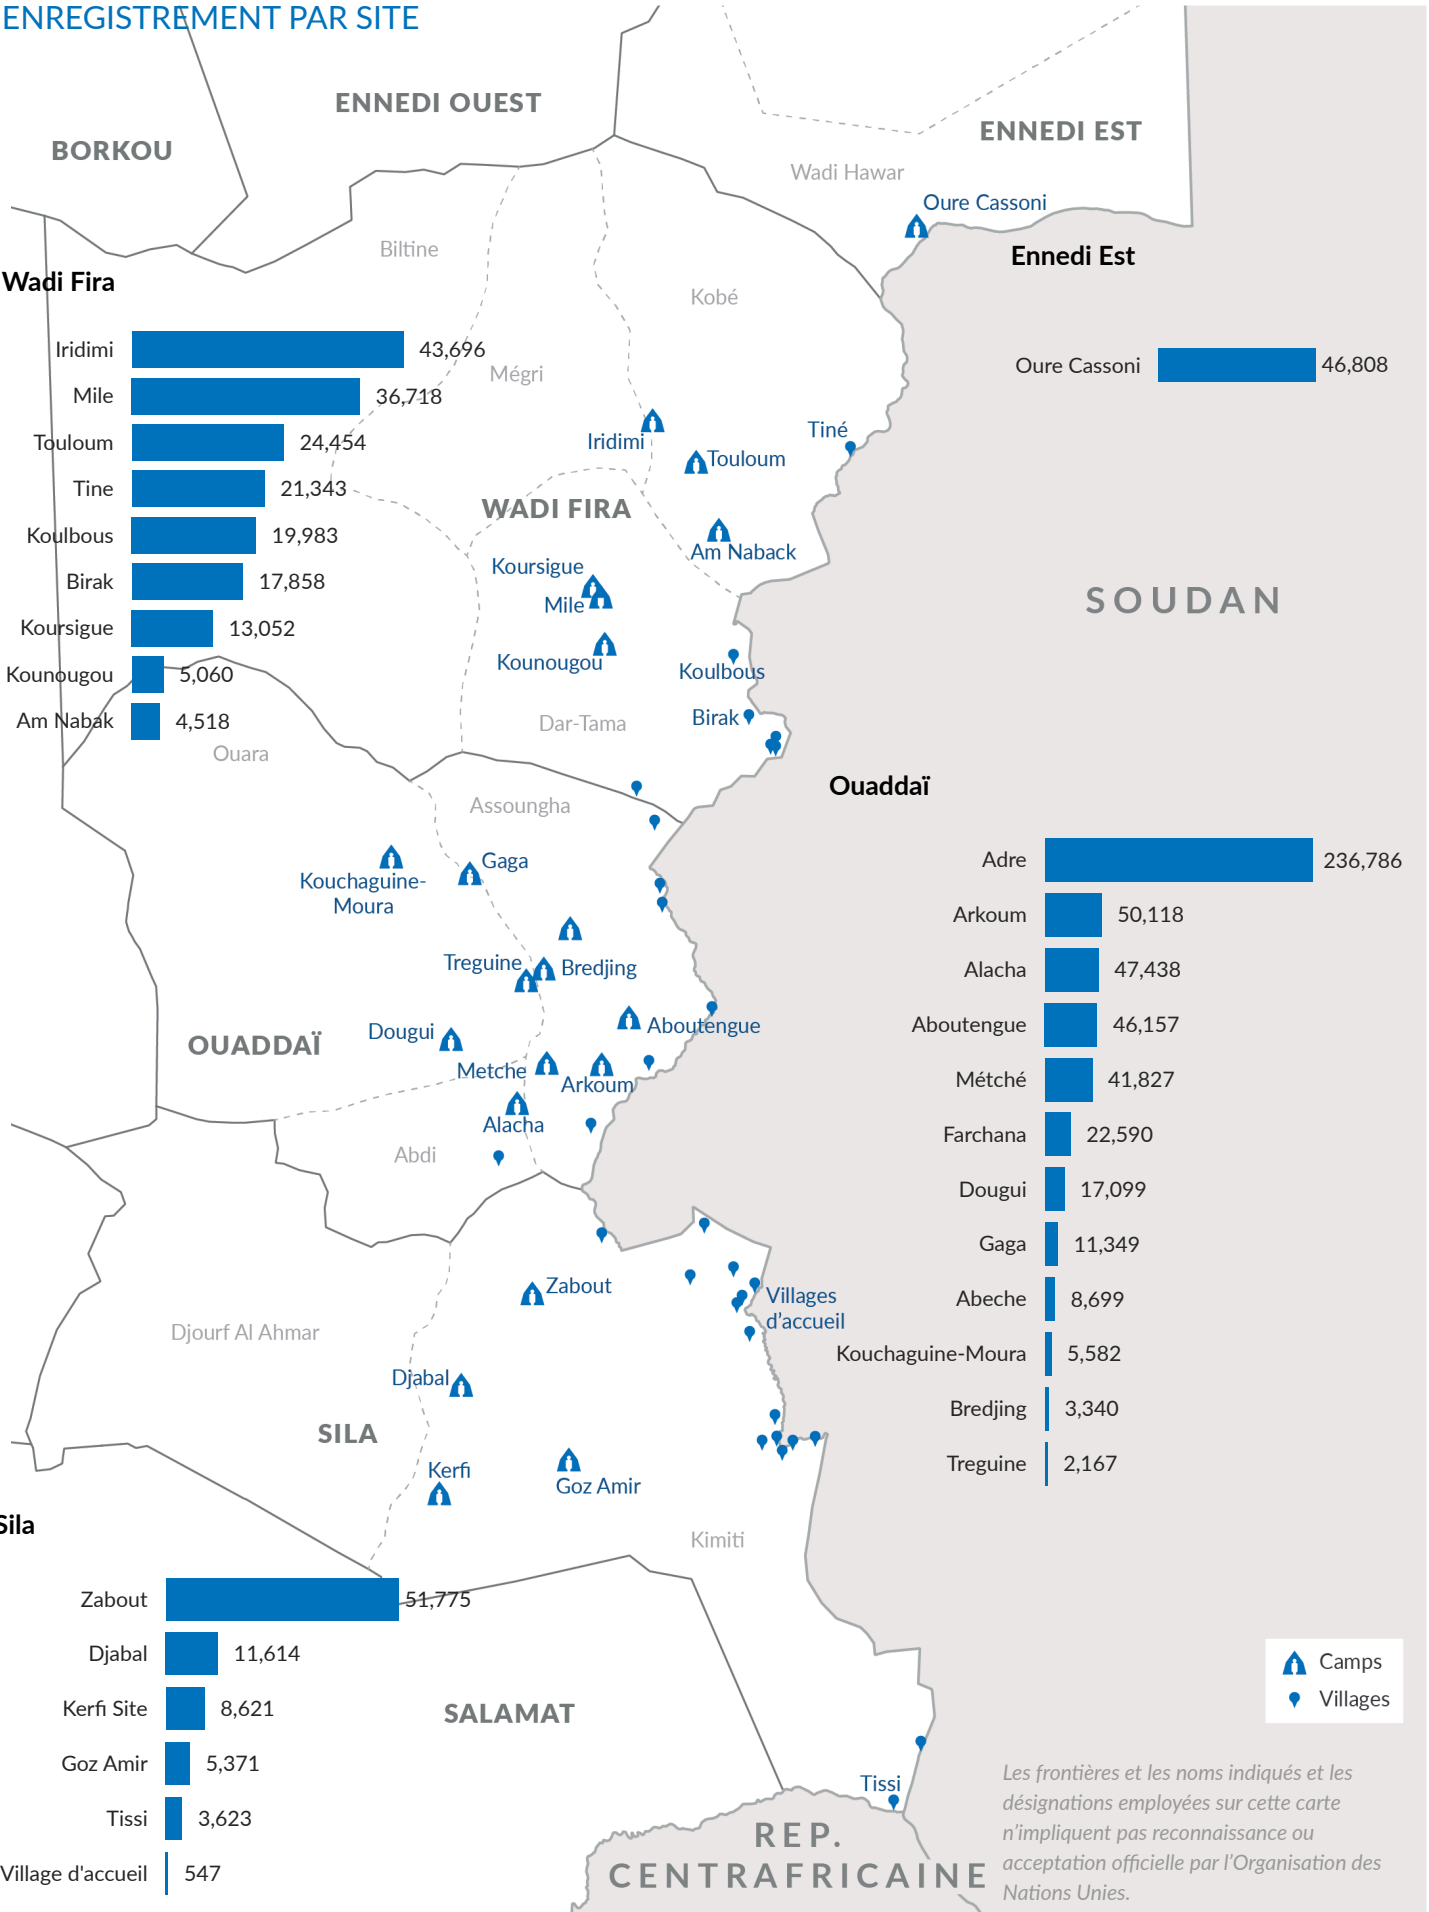 ENREGISTREMENT PAR SITE
ENNEDI OUEST
BORKOU
ENNEDI EST
Wadi Hawar
Oure Cassoni
Biltine
Kobé
Mégri
Wadi Fira
Iridimi 43,696
Mile 36,718
Touloum 24,454
Tine 21,343
Koulbous 19,983
Birak 17,858
Koursigue 13,052
Kounougou 5,060
Am Nabak 4,518
Ennedi Est
Oure Cassoni 46,808
Tiné
Iridimi
Touloum
WADI FIRA
Am Naback
Koursigue
Mile
Kounougou
Koulbous
Birak
Dar-Tama
SOUDAN
Ouara
Assoungha
Gaga
Kouchaguine-
Moura
Treguine
Bredjing
Aboutengue
OUADDAÏ
Dougui
Metche
Arkoum
Alacha
Abdi
Ouaddaï
Adre 236,786
Arkoum 50,118
Alacha 47,438
Aboutengue 46,157
Métché 41,827
Farchana 22,590
Dougui 17,099
Gaga 11,349
Abeche 8,699
Kouchaguine-Moura 5,582
Bredjing 3,340
Treguine 2,167
Zabout
Villages
d'accueil
Djourf Al Ahmar
Djabal
SILA
Kerfi
Goz Amir
Kimiti
Sila
Zabout 51,775
Djabal 11,614
Kerfi Site 8,621
Goz Amir 5,371
Tissi 3,623
Village d'accueil 547
SALAMAT
Tissi
REP.
CENTRAFRICAINE
Camps
Villages
Les frontières et les noms indiqués et les
désignations employées sur cette carte
n'impliquent pas reconnaissance ou
acceptation officielle par l'Organisation des
Nations Unies.